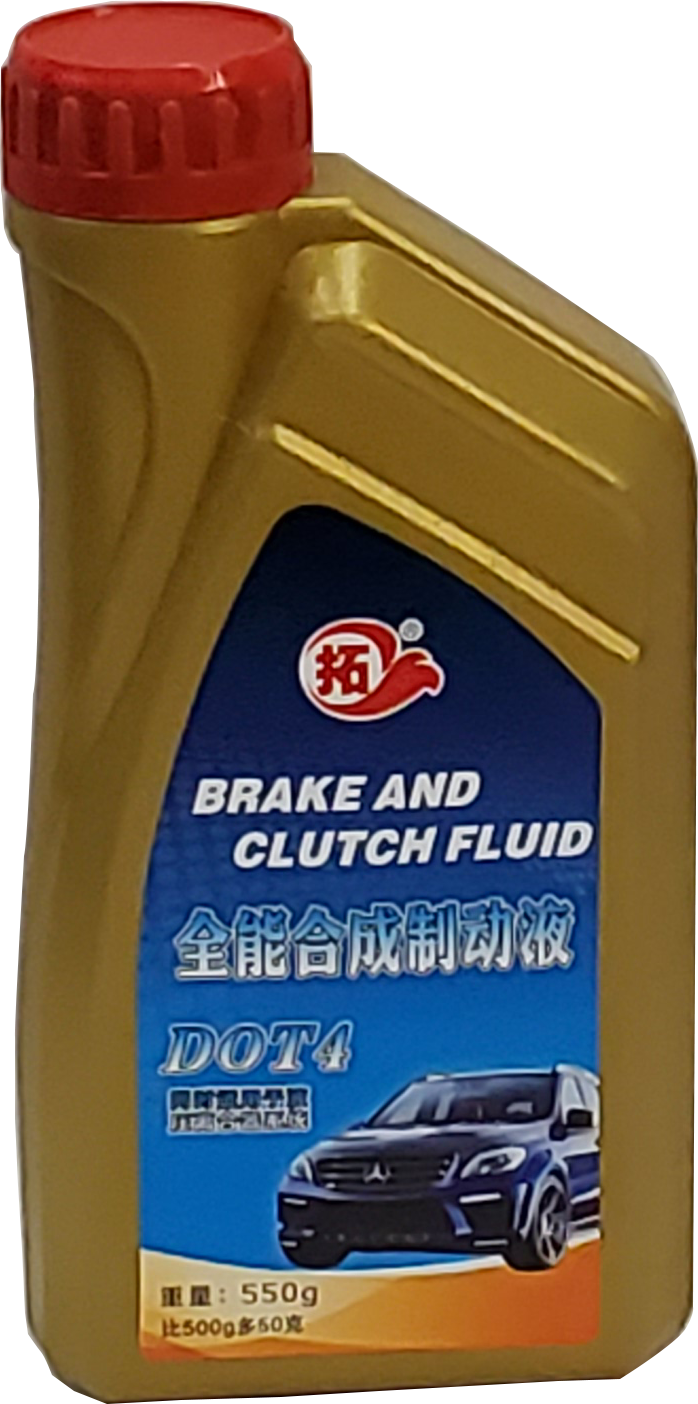 拓
®
BRAKE AND
CLUTCH FLUID
全能合成制动液
DOT4
重量：550g
比500g多50克